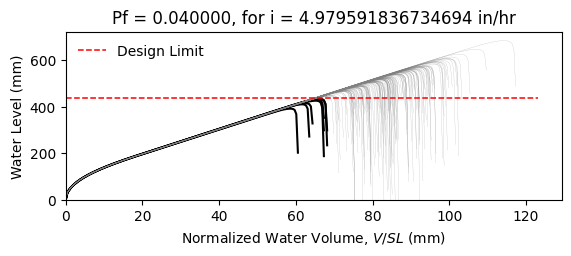 Pf = 0.040000, for i = 4.979591836734694 in/hr
Design Limit
Water Level (mm)
600
400
200
0
0 20 40 60 80 100 120
Normalized Water Volume, V/SL (mm)